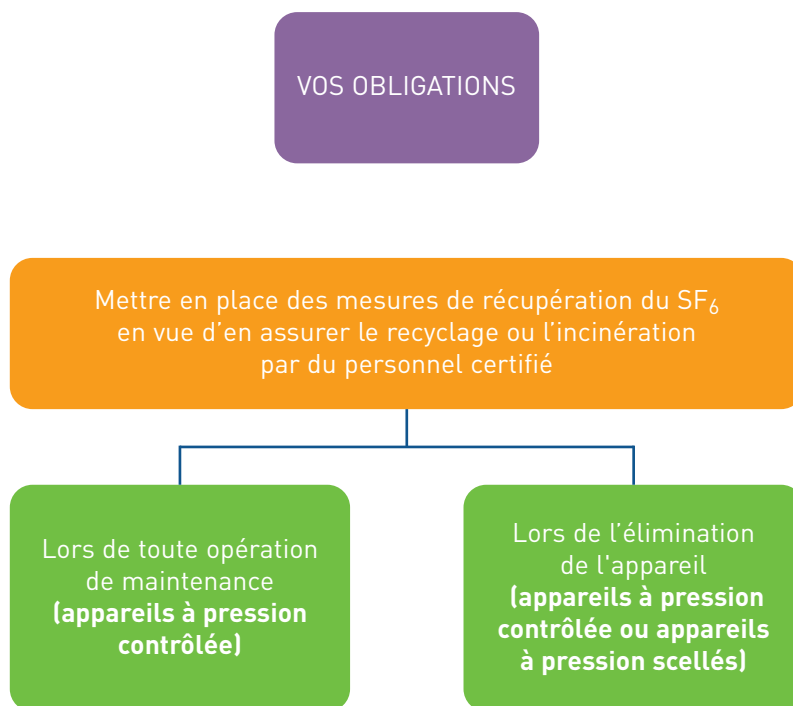 VOS OBLIGATIONS
Mettre en place des mesures de récupération du SF₆
en vue d’en assurer le recyclage ou l’incinération
par du personnel certifié
Lors de toute opération
de maintenance
(appareils à pression
contrôlée)
Lors de l’élimination
de l'appareil
(appareils à pression
contrôlée ou appareils
à pression scellés)